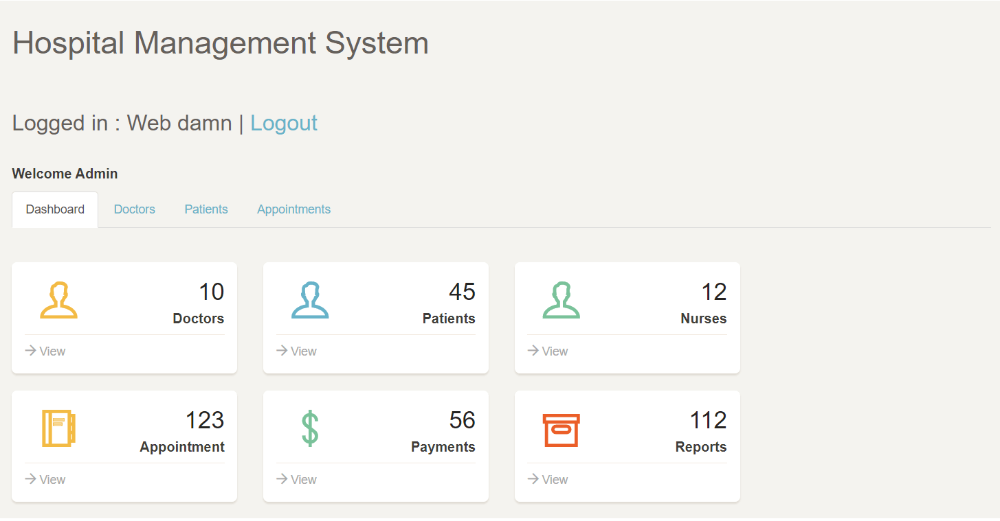 Hospital Management System
Logged in : Web damn | Logout
Welcome Admin
Dashboard Doctors Patients Appointments
10
Doctors
View
45
Patients
View
12
Nurses
View
123
Appointment
View
56
Payments
View
112
Reports
View